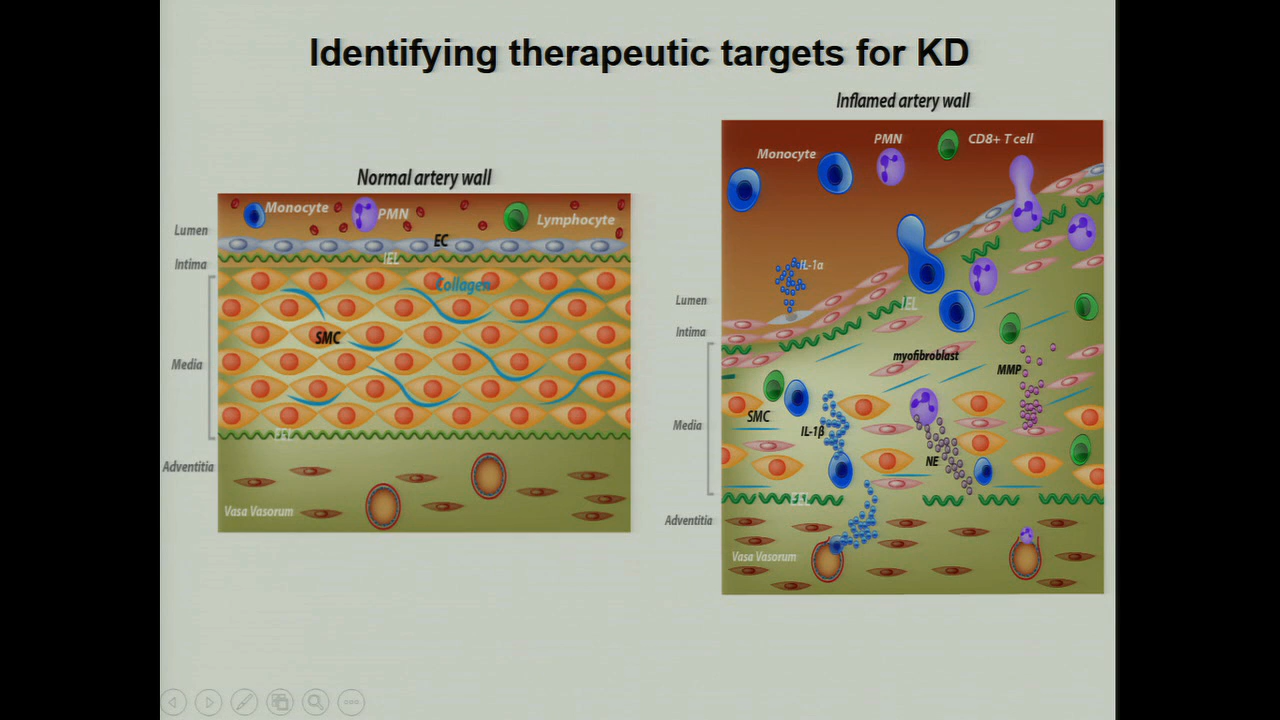 Identifying therapeutic targets for KD
Normal artery wall
Lumen
Intima
Media
Adventitia
Monocyte
PMN
Lymphocyte
EC
IEL
Collagen
SMC
EEL
Vasa Vasorum
Inflamed artery wall
Lumen
Intima
Media
Adventitia
Monocyte
PMN
CD8+ T cell
IL-1α
IEL
myofibroblast
MMP
SMC
IL-1β
NE
EEL
Vasa Vasorum